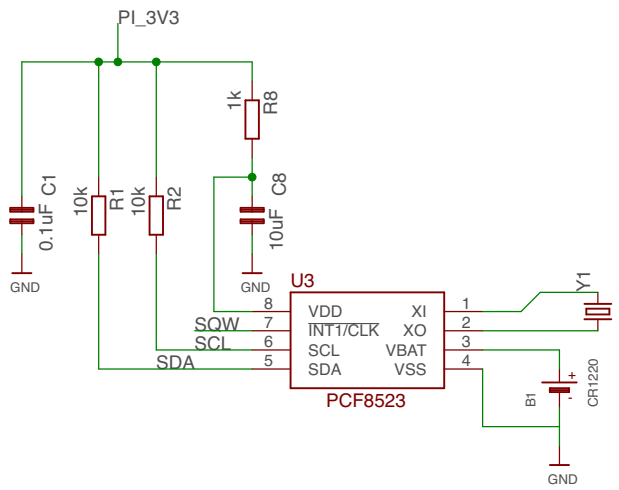 PI_3V3
1k
R8
C1
0.1uF
10k
R1
10k
R2
C8
10uF
GND
GND
U3
Y1
8
VDD
XI
1
SQW
7
INT1/CLK
XO
2
SCL
6
SCL
VBAT
3
SDA
5
SDA
VSS
4
PCF8523
+
-
B1
CR1220
GND